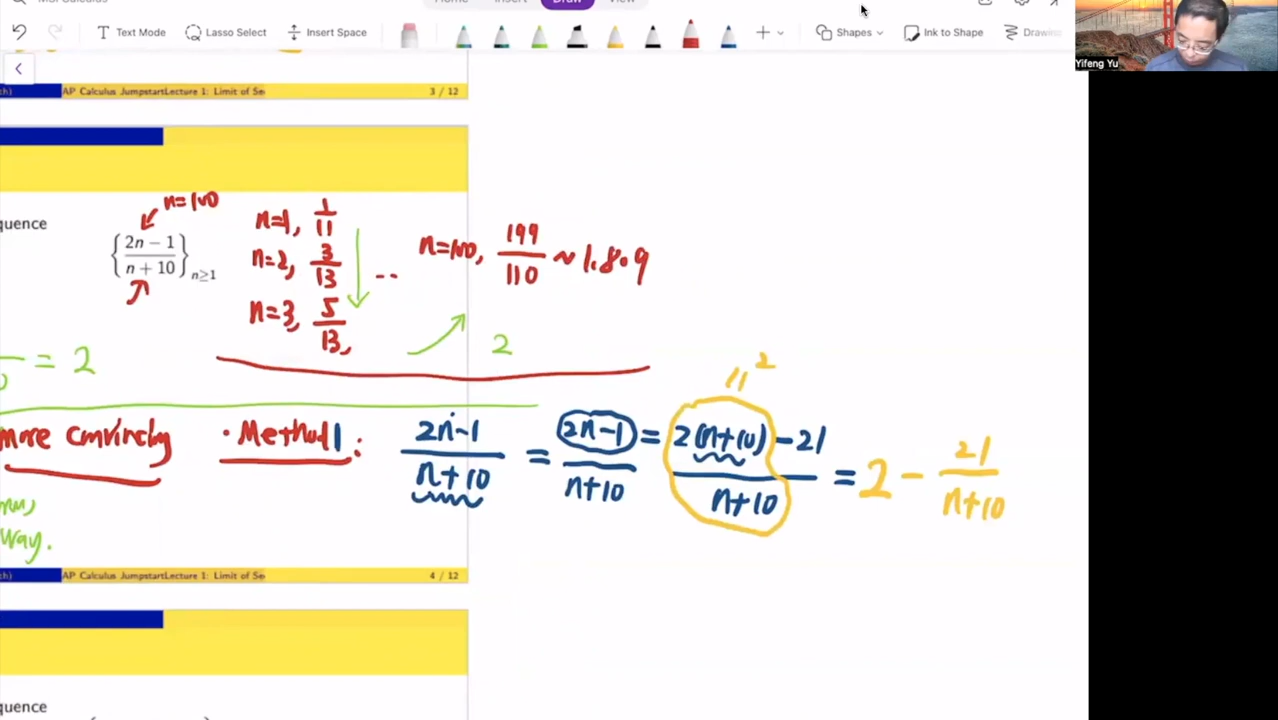 Text Mode
Lasso Select
Insert Space
Shapes
Ink to Shape
Yifeng Yu
AP Calculus JumpstartLecture 1: Limit of Se
3 / 12
quence
{ (2n − 1)/(n + 10) } n≥1
n=100
n=1, 1/11
n=2, 3/13
n=3, 5/13,
..
n=100, 199/110 ~ 1.809
= 2
2
more convincing
· Method 1 :
(2n-1)/(n+10) = (2n-1)/(n+10) = (2(n+10) -21)/(n+10) = 2 - 21/(n+10)
" 2
way.
AP Calculus JumpstartLecture 1: Limit of Se
4 / 12
quence